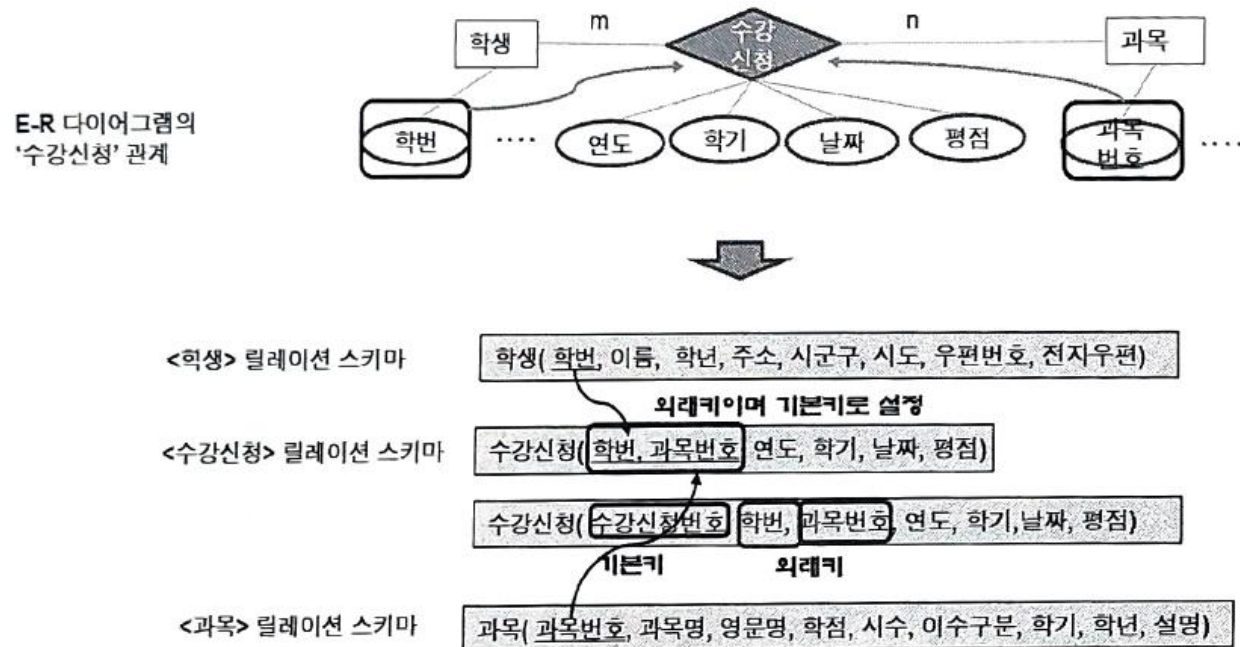 m
n
학생
수강
신청
과목
E-R 다이어그램의
'수강신청' 관계
학번
....
연도
학기
날짜
평점
과목
번호
....
<학생> 릴레이션 스키마
학생( 학번, 이름, 학년, 주소, 시군구, 시도, 우편번호, 전자우편)
외래키이며 기본키로 설정
<수강신청> 릴레이션 스키마
수강신청( 학번, 과목번호, 연도, 학기, 날짜, 평점)
수강신청( 수강신청번호, 학번, 과목번호, 연도, 학기,날짜, 평점)
기본키
외래키
<과목> 릴레이션 스키마
과목( 과목번호, 과목명, 영문명, 학점, 시수, 이수구분, 학기, 학년, 설명)